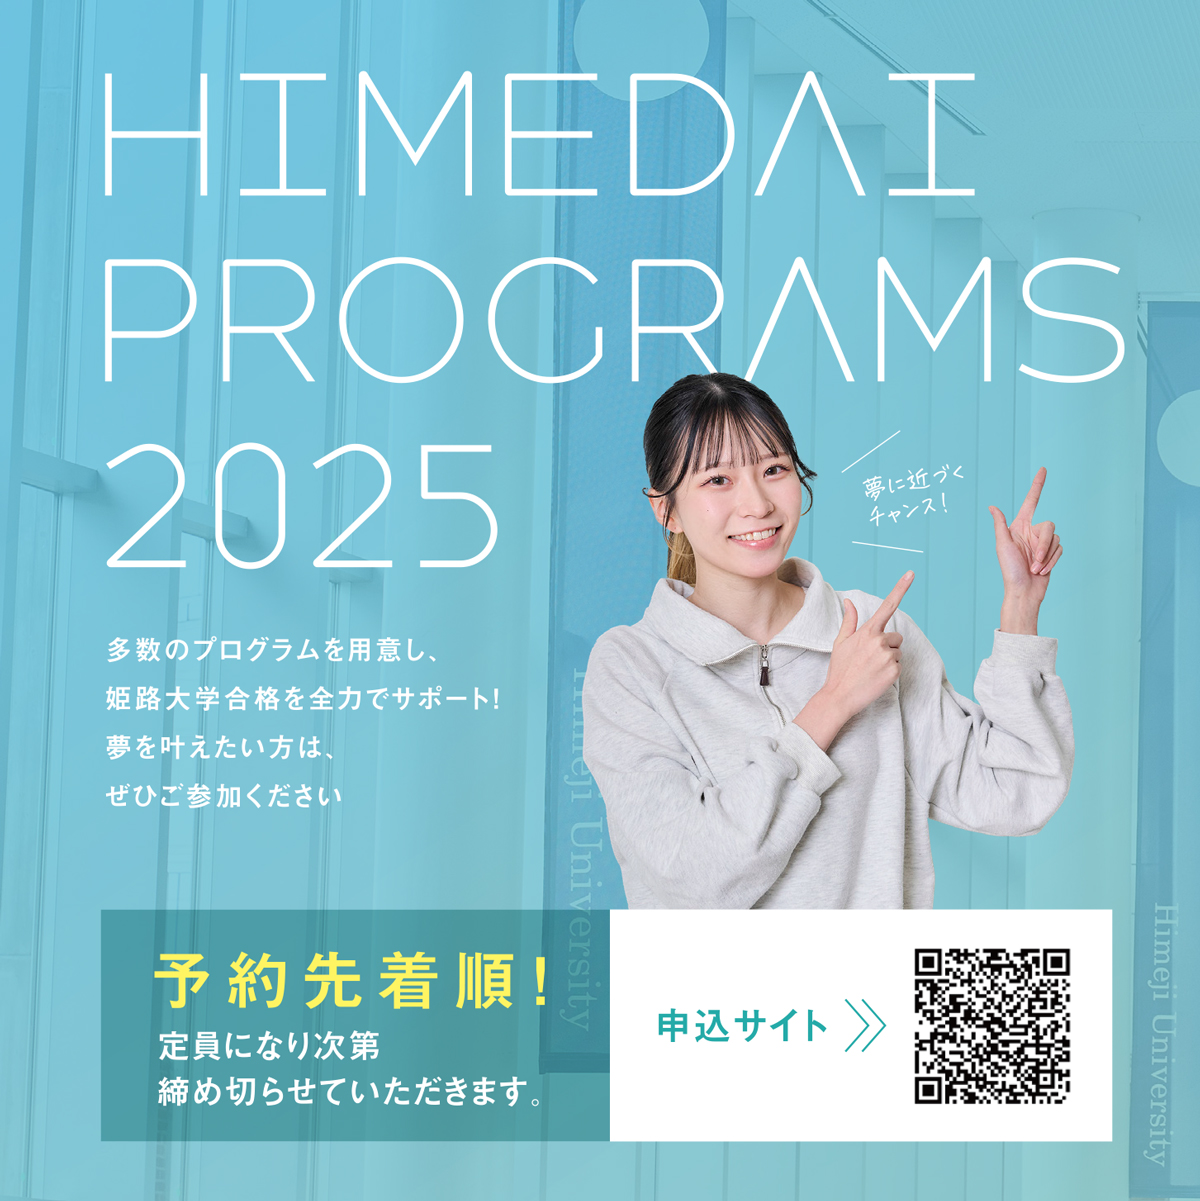 HIMEDAI
PROGRAMS
2025
夢に近づく
チャンス!
多数のプログラムを用意し、
姫路大学合格を全力でサポート!
夢を叶えたい方は、
ぜひご参加ください
Himeji University
Himeji University
予約先着順!
定員になり次第
締め切らせていただきます。
申込サイト